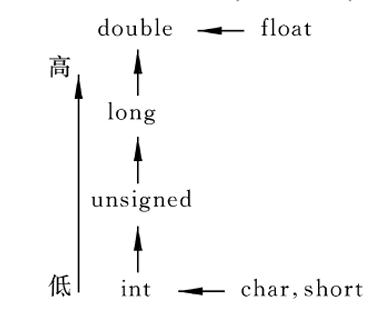 double float
高
long
unsigned
低 int char,short